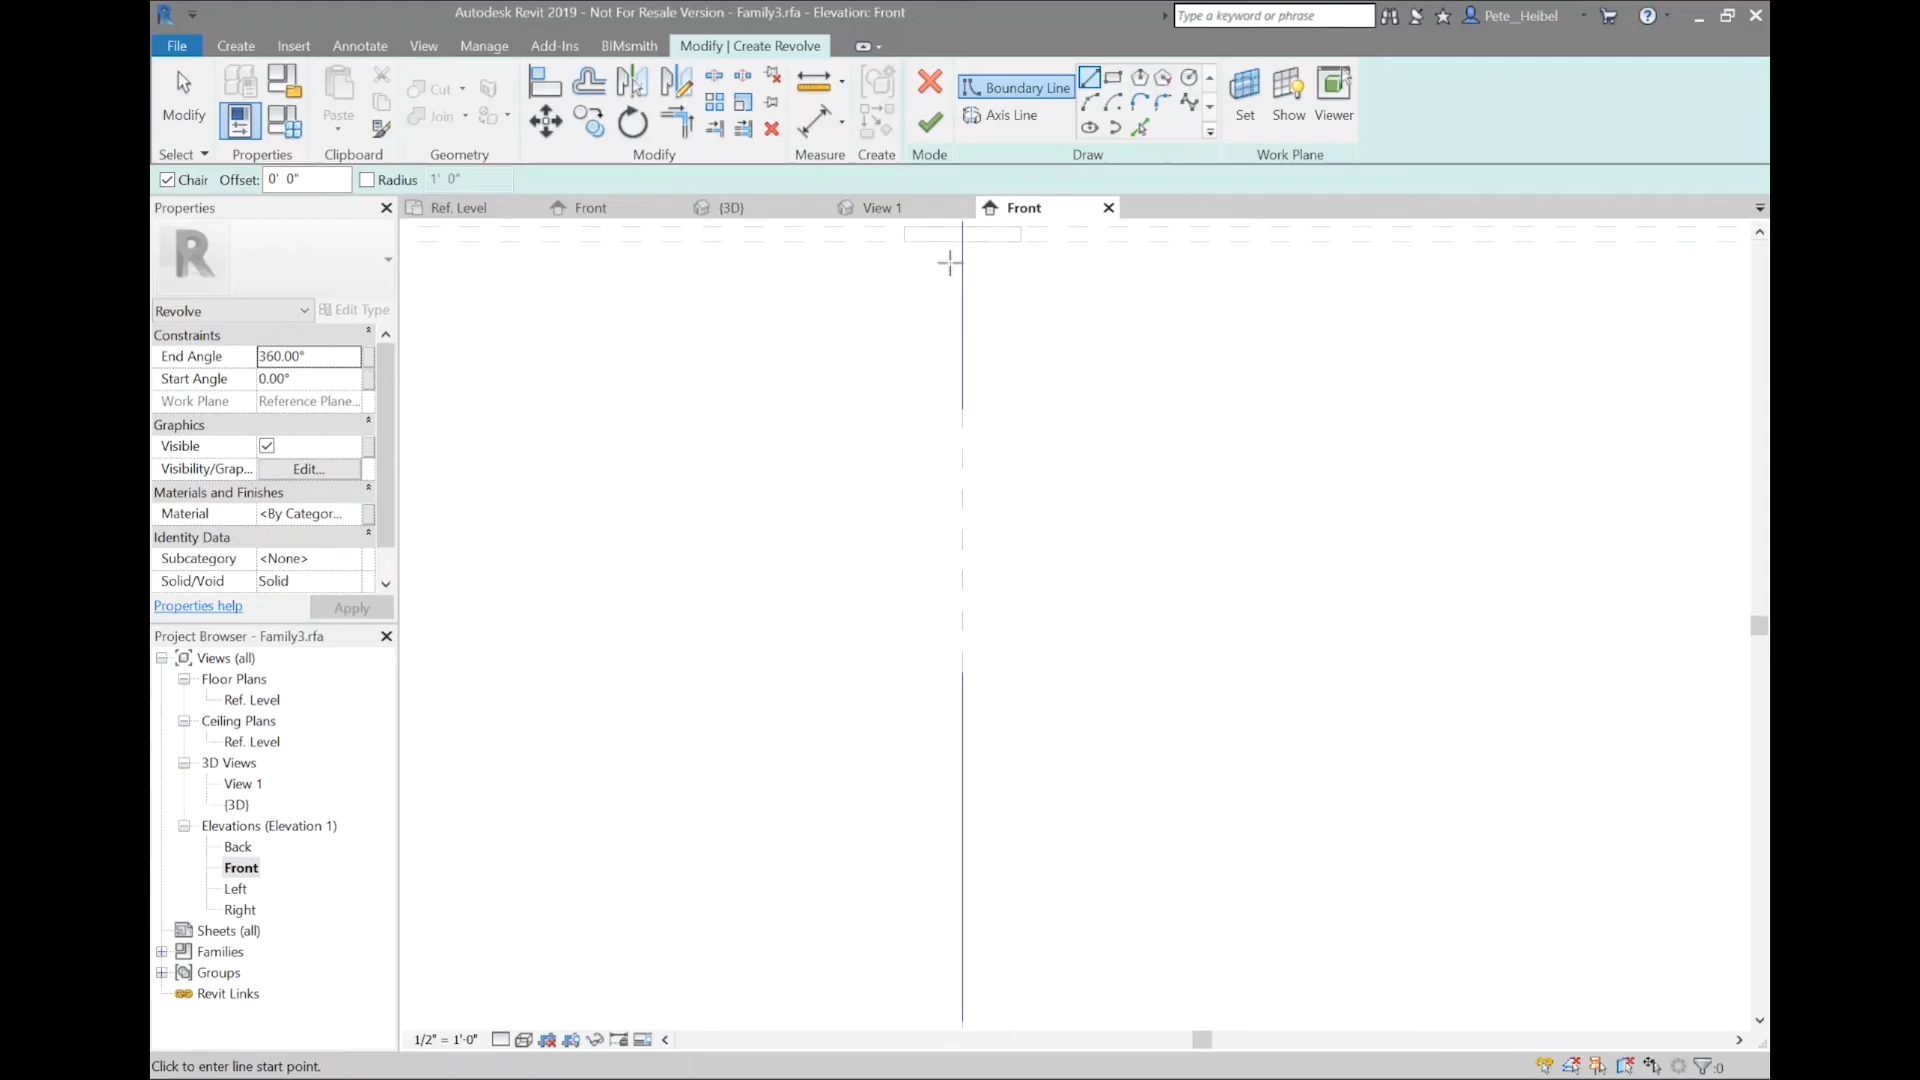 Autodesk Revit 2019 - Not For Resale Version - Family3.rfa - Elevation: Front
Type a keyword or phrase
Pete_Heibel
File Create Insert Annotate View Manage Add-Ins BIMsmith Modify | Create Revolve
Modify
Paste
Cut
Join
Boundary Line
Axis Line
Set Show Viewer
Select Properties Clipboard Geometry Modify Measure Create Mode Draw Work Plane
Chair Offset: 0' 0" Radius 1' 0"
Properties
Ref. Level Front {3D} View 1 Front
R
Revolve Edit Type
Constraints
End Angle 360.00°
Start Angle 0.00°
Work Plane Reference Plane...
Graphics
Visible
Visibility/Grap... Edit...
Materials and Finishes
Material <By Categor...
Identity Data
Subcategory <None>
Solid/Void Solid
Properties help Apply
Project Browser - Family3.rfa
Views (all)
Floor Plans
Ref. Level
Ceiling Plans
Ref. Level
3D Views
View 1
{3D}
Elevations (Elevation 1)
Back
Front
Left
Right
Sheets (all)
Families
Groups
Revit Links
1/2" = 1'-0"
Click to enter line start point.
:0